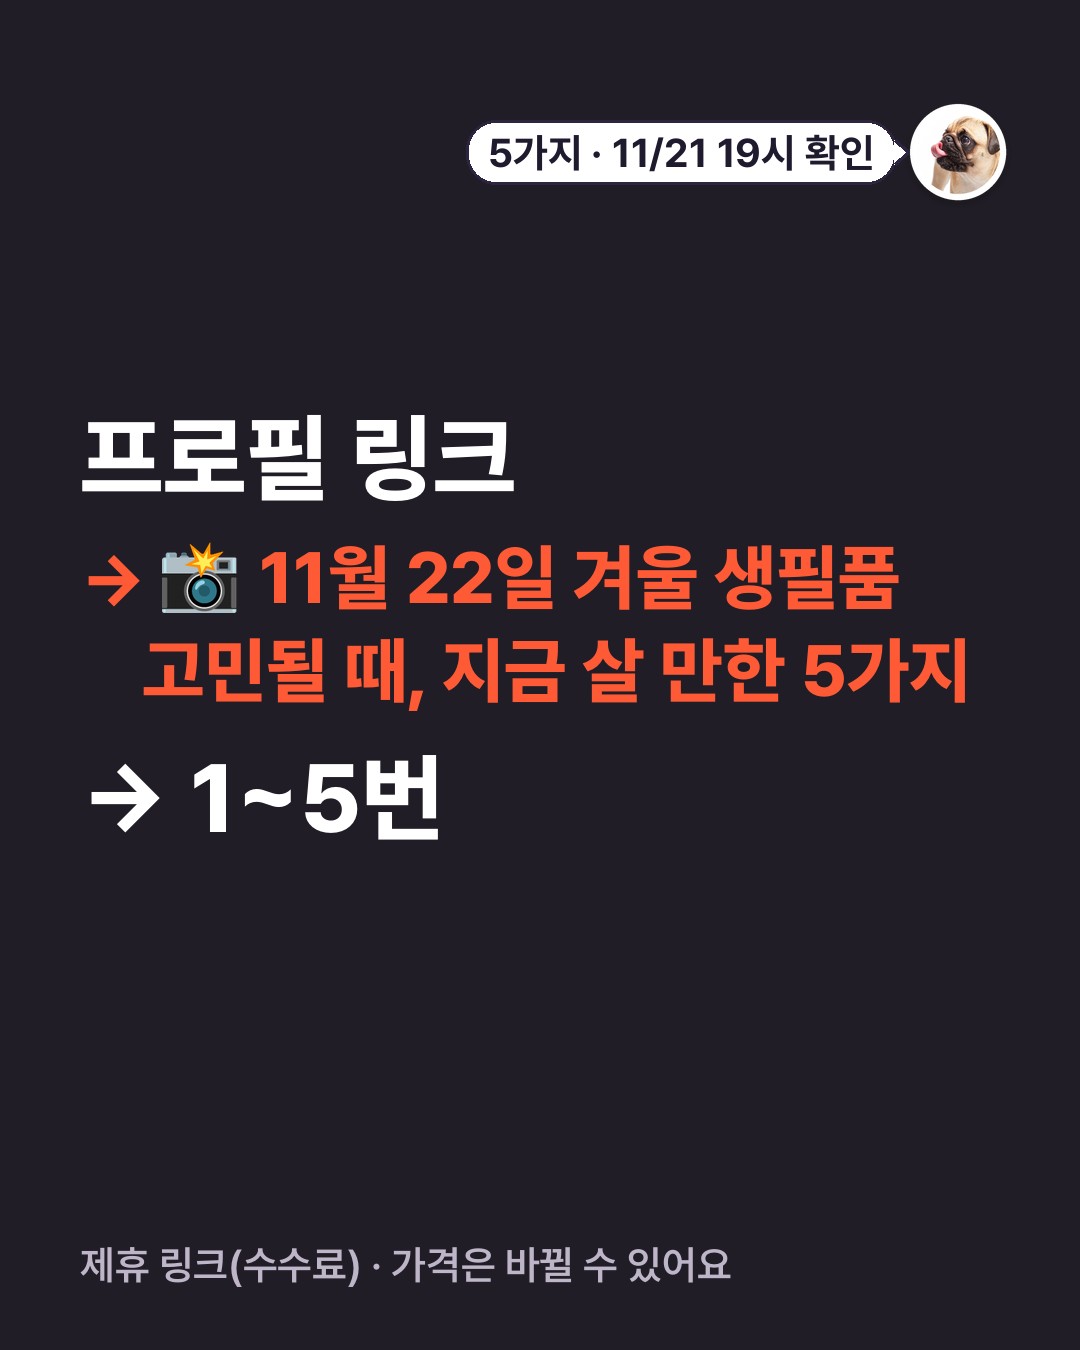 5가지 · 11/21 19시 확인
프로필 링크
→ 📸 11월 22일 겨울 생필품
고민될 때, 지금 살 만한 5가지
→ 1~5번
제휴 링크(수수료) · 가격은 바뀔 수 있어요